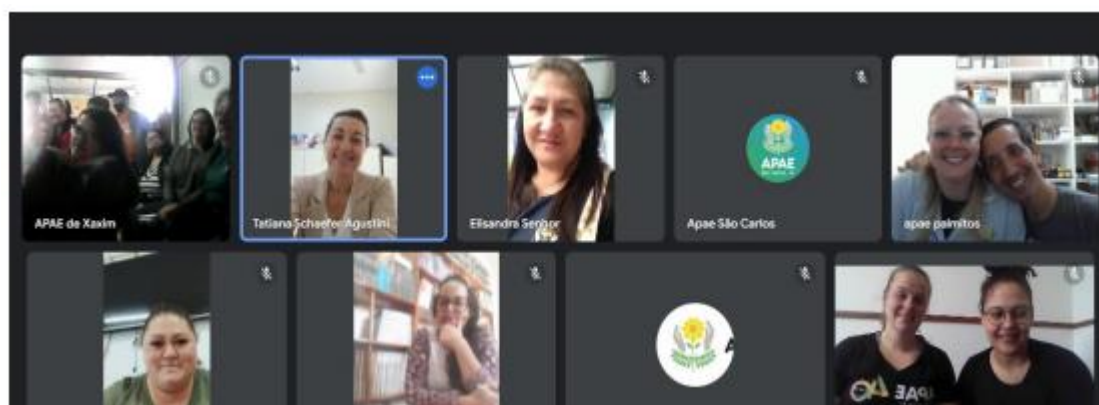 APAE de Xaxim
Tatiana Schaefer Agustini
Elisandra Senhor
APAE
Apae São Carlos
apae palmitos
APAE